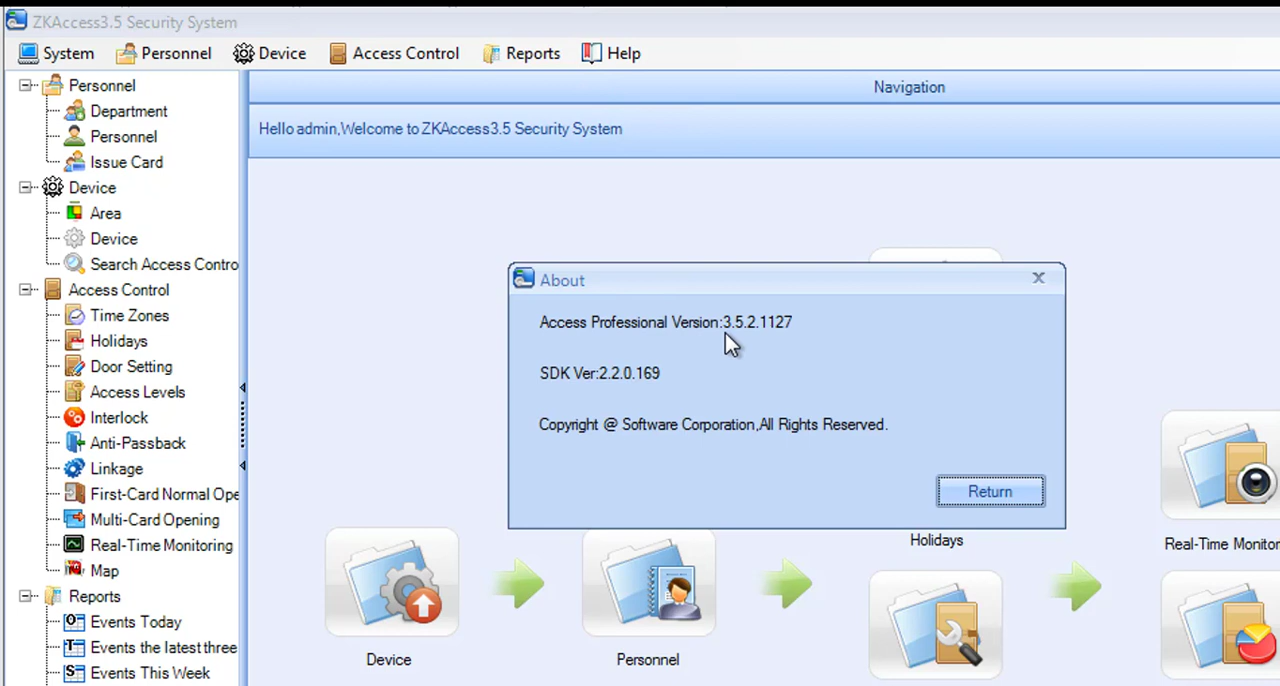 ZKAccess3.5 Security System
System Personnel Device Access Control Reports Help
Personnel
Department
Personnel
Issue Card
Device
Area
Device
Search Access Contro
Access Control
Time Zones
Holidays
Door Setting
Access Levels
Interlock
Anti-Passback
Linkage
First-Card Normal Ope
Multi-Card Opening
Real-Time Monitoring
Map
Reports
Events Today
Events the latest three
Events This Week
Navigation
Hello admin,Welcome to ZKAccess3.5 Security System
About
Access Professional Version:3.5.2.1127
SDK Ver:2.2.0.169
Copyright @ Software Corporation,All Rights Reserved.
Return
Holidays
Real-Time Monitor
Device
Personnel